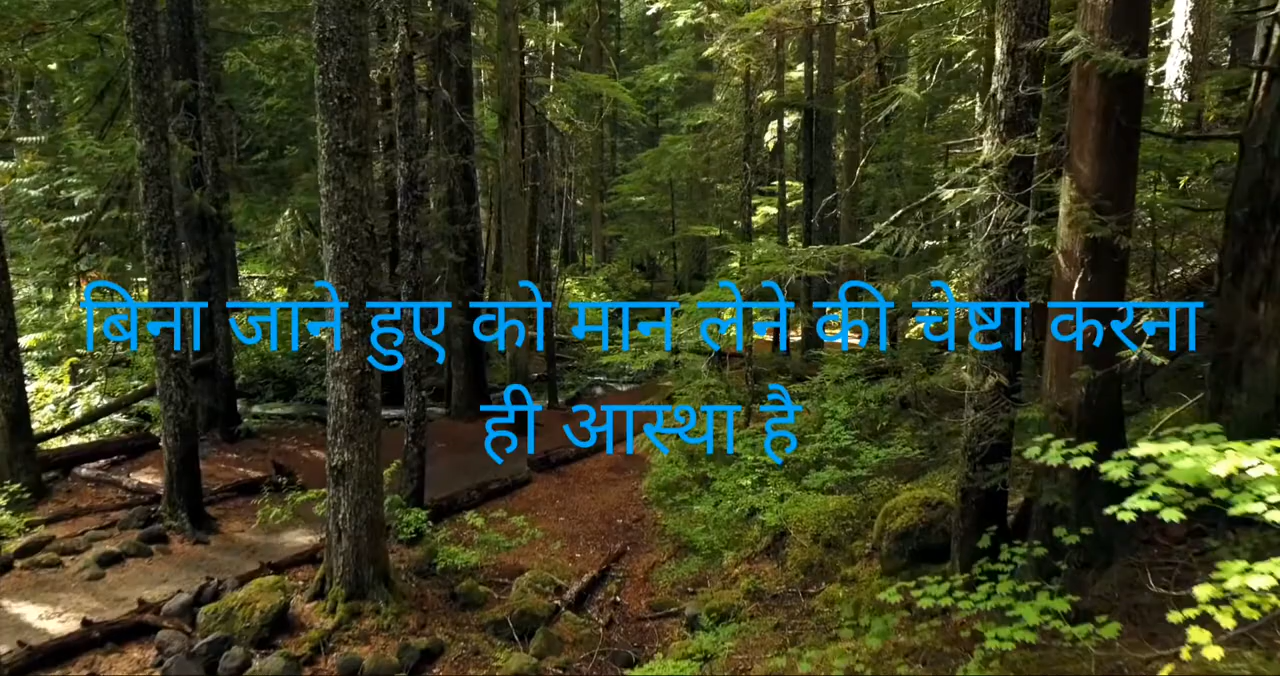 बिना जाने हुए को मान लेने की चेष्टा करना
ही आस्था है